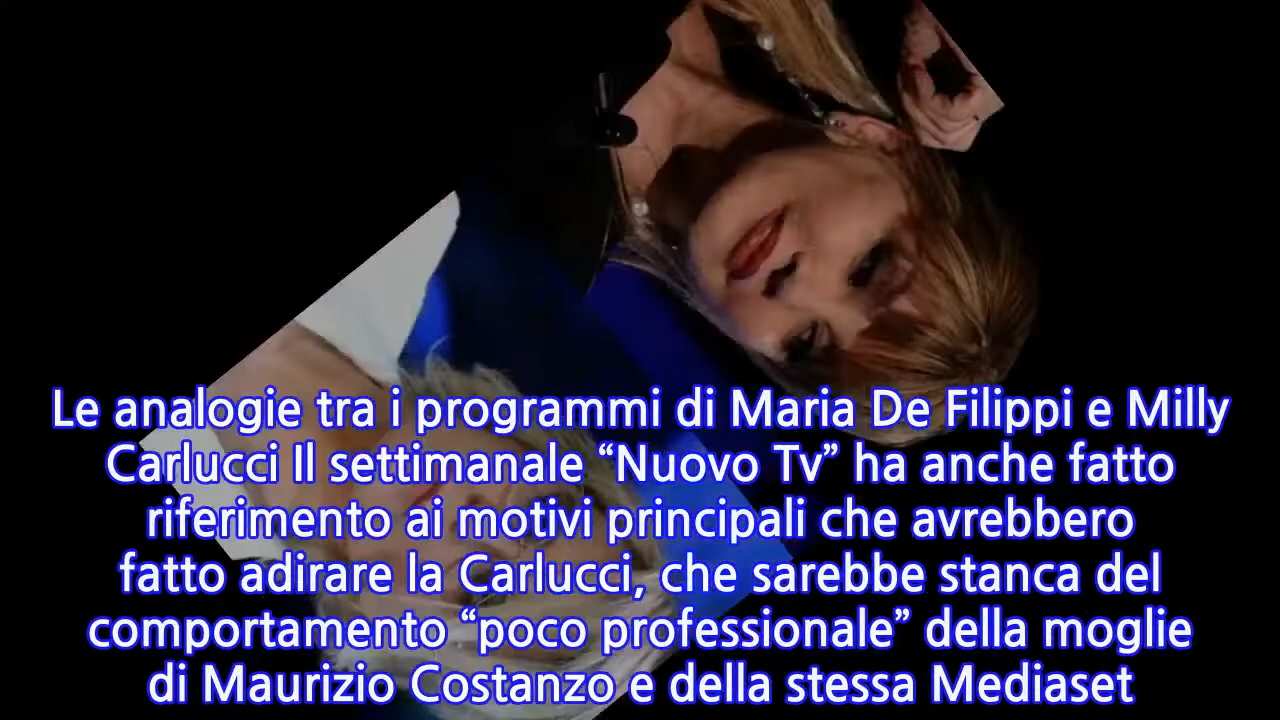 Le analogie tra i programmi di Maria De Filippi e Milly
Carlucci Il settimanale “Nuovo Tv” ha anche fatto
riferimento ai motivi principali che avrebbero
fatto adirare la Carlucci, che sarebbe stanca del
comportamento “poco professionale” della moglie
di Maurizio Costanzo e della stessa Mediaset